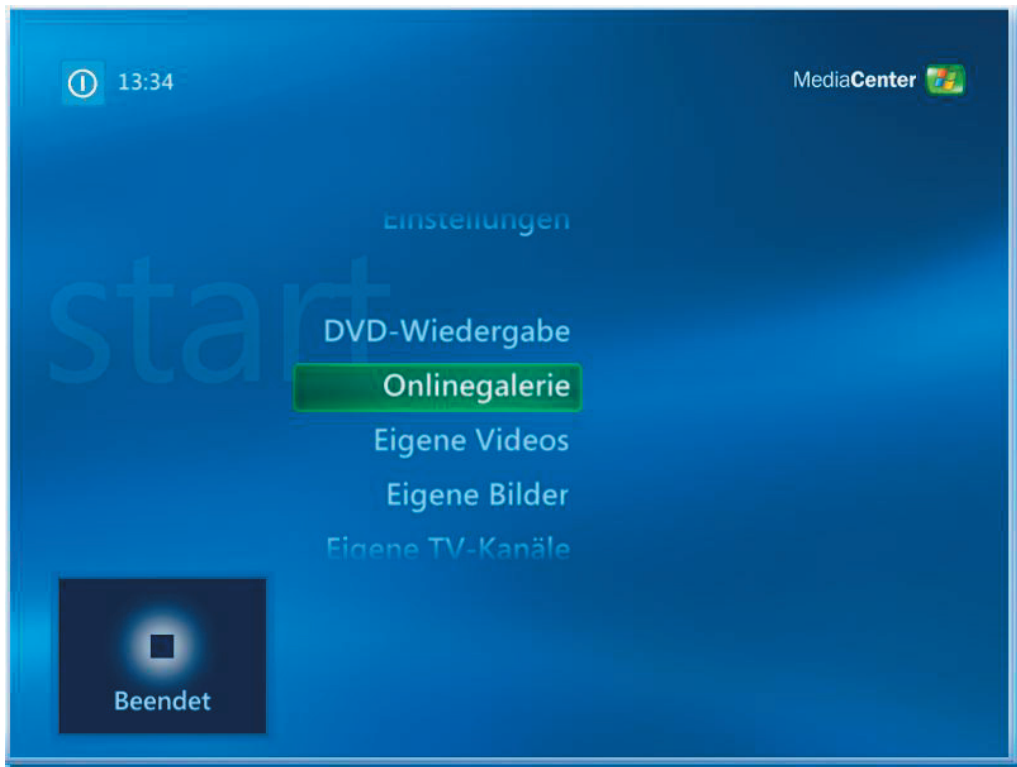 13:34
MediaCenter
Einstellungen
start
DVD-Wiedergabe
Onlinegalerie
Eigene Videos
Eigene Bilder
Eigene TV-Kanäle
Beendet